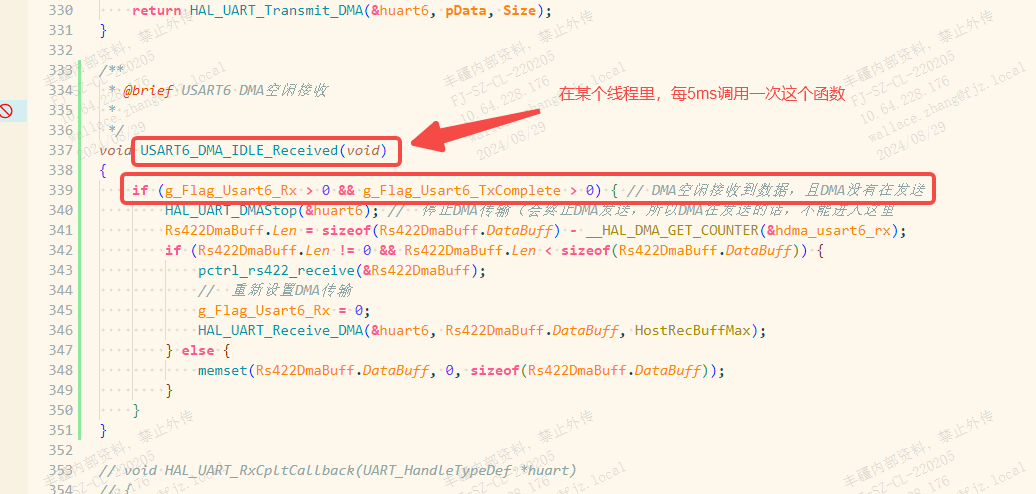 330 return HAL_UART_Transmit_DMA(&huart6, pData, Size);
331 }
332
333 /**
334 * @brief USART6 DMA空闲接收
335 *
336 */
在某个线程里，每5ms调用一次这个函数
337 void USART6_DMA_IDLE_Received(void)
338 {
339 if (g_Flag_Usart6_Rx > 0 && g_Flag_Usart6_TxComplete > 0) { // DMA空闲接收到数据，且DMA没有在发送
340 HAL_UART_DMAStop(&huart6); // 停止DMA传输（会终止DMA发送，所以DMA在发送的话，不能进入这里
341 Rs422DmaBuff.Len = sizeof(Rs422DmaBuff.DataBuff) - __HAL_DMA_GET_COUNTER(&hdma_usart6_rx);
342 if (Rs422DmaBuff.Len != 0 && Rs422DmaBuff.Len < sizeof(Rs422DmaBuff.DataBuff)) {
343 pctrl_rs422_receive(&Rs422DmaBuff);
344 // 重新设置DMA传输
345 g_Flag_Usart6_Rx = 0;
346 HAL_UART_Receive_DMA(&huart6, Rs422DmaBuff.DataBuff, HostRecBuffMax);
347 } else {
348 memset(Rs422DmaBuff.DataBuff, 0, sizeof(Rs422DmaBuff.DataBuff));
349 }
350 }
351 }
352
353 // void HAL_UART_RxCpltCallback(UART_HandleTypeDef *huart)
354 // {
丰疆内部资料，禁止外传
FJ-SZ-CL-220205
10.64.228.176
wallace.zhang@fj.local
2024/08/29